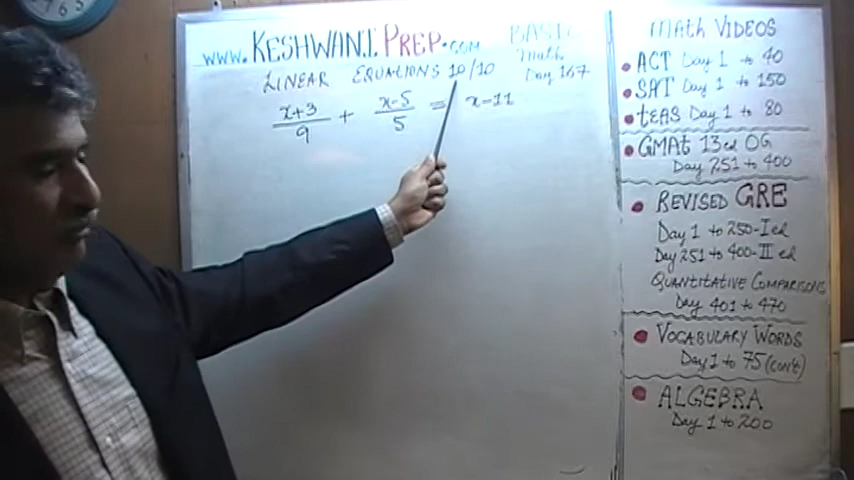 www.KESHWANIPREP.COM
BASIC
Math
Day 167
LINEAR EQUATIONS 10/10
x+3/9 + x-5/5 = x-11
Math VIDEOS
ACT Day 1 to 40
SAT Day 1 to 150
tEAS Day 1 to 80
GMAt 13ed OG
Day 251 to 400
REVISED GRE
Day 1 to 250-I ed
Day 251 to 400-II ed
QUANTITATIVE COMPARISONS
Day 401 to 470
VOCABULARY WORDS
Day 1 to 75 (con't)
ALGEBRA
Day 1 to 200